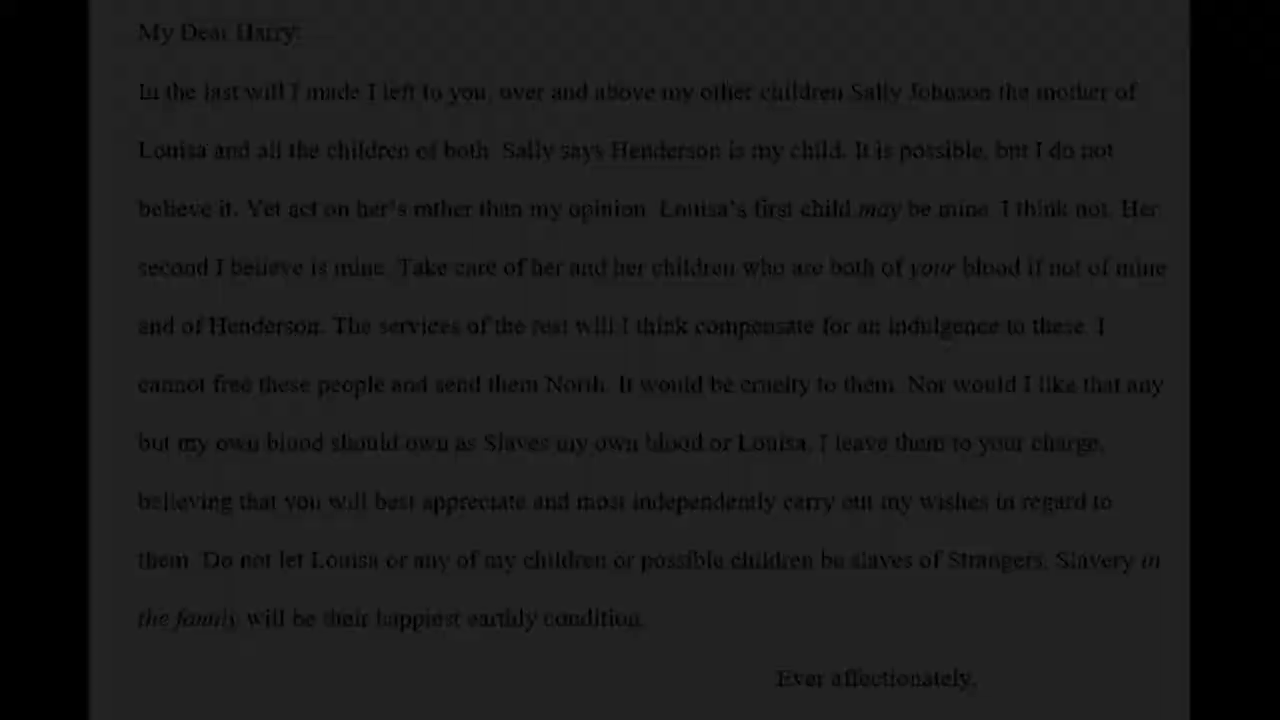 My Dear Harry:
In the last will I made I left to you, over and above my other children Sally Johnson the mother of
Louisa and all the children of both. Sally says Henderson is my child. It is possible, but I do not
believe it. Yet act on her's rather than my opinion. Louisa's first child may be mine. I think not. Her
second I believe is mine. Take care of her and her children who are both of your blood if not of mine
and of Henderson. The services of the rest will I think compensate for an indulgence to these. I
cannot free these people and send them North. It would be cruelty to them. Nor would I like that any
but my own blood should own as Slaves my own blood or Louisa. I leave them to your charge,
believing that you will best appreciate and most independently carry out my wishes in regard to
them. Do not let Louisa or any of my children or possible children be slaves of Strangers. Slavery in
the family will be their happiest earthly condition.
Ever affectionately,